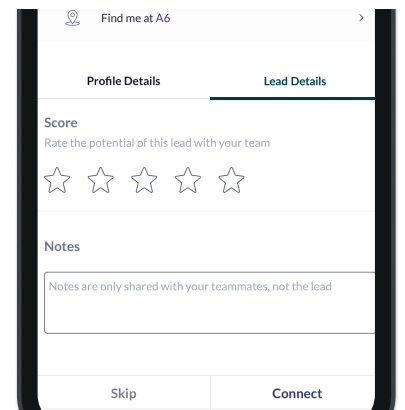 Find me at A6
Profile Details
Lead Details
Score
Rate the potential of this lead with your team
Notes
Notes are only shared with your teammates, not the lead
Skip
Connect